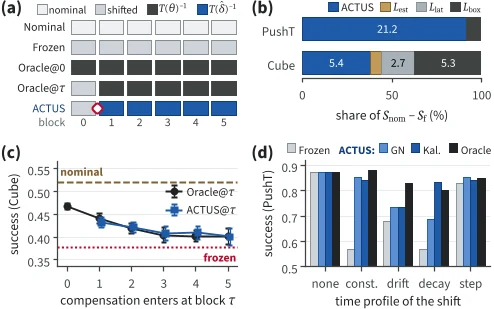 (a)
nominal shifted T(θ)⁻¹ T(δ̂)⁻¹
Nominal
Frozen
Oracle@0
Oracle@τ
ACTUS
block 0 1 2 3 4 5
(b)
ACTUS L_est L_lat L_box
PushT 21.2
Cube 5.4 2.7 5.3
0 50 100
share of S_nom − S_f (%)
(c)
success (Cube)
0.55
0.50
0.45
0.40
0.35
nominal
Oracle@τ
ACTUS@τ
frozen
0 1 2 3 4 5
compensation enters at block τ
(d)
Frozen ACTUS: GN Kal. Oracle
success (PushT)
0.9
0.8
0.7
0.6
0.5
none const. drift decay step
time profile of the shift